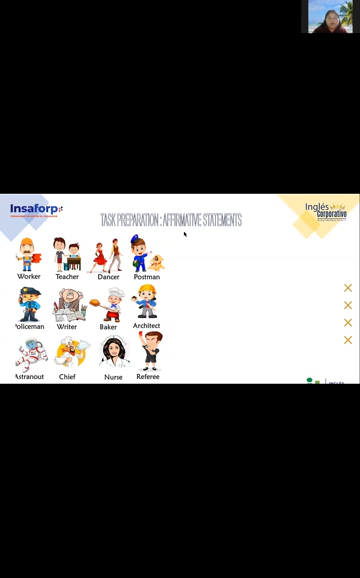 Insaforp
Inglés
Corporativo
TASK PREPARATION : AFFIRMATIVE STATEMENTS
Worker Teacher Dancer Postman
Policeman Writer Baker Architect
Astranout Chief Nurse Referee
INGLÉS